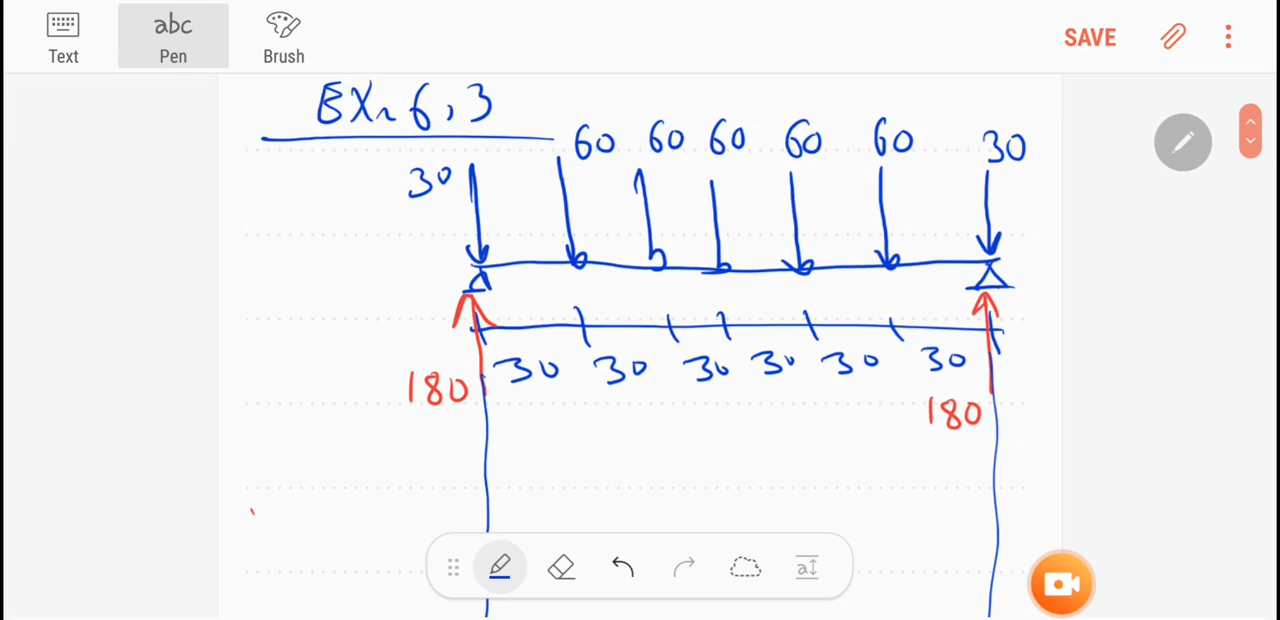 Text
abc
Pen
Brush
SAVE
EX~ 6,3
30 60 60 60 60 60 30
30 30 30 30 30 30
180 180
a